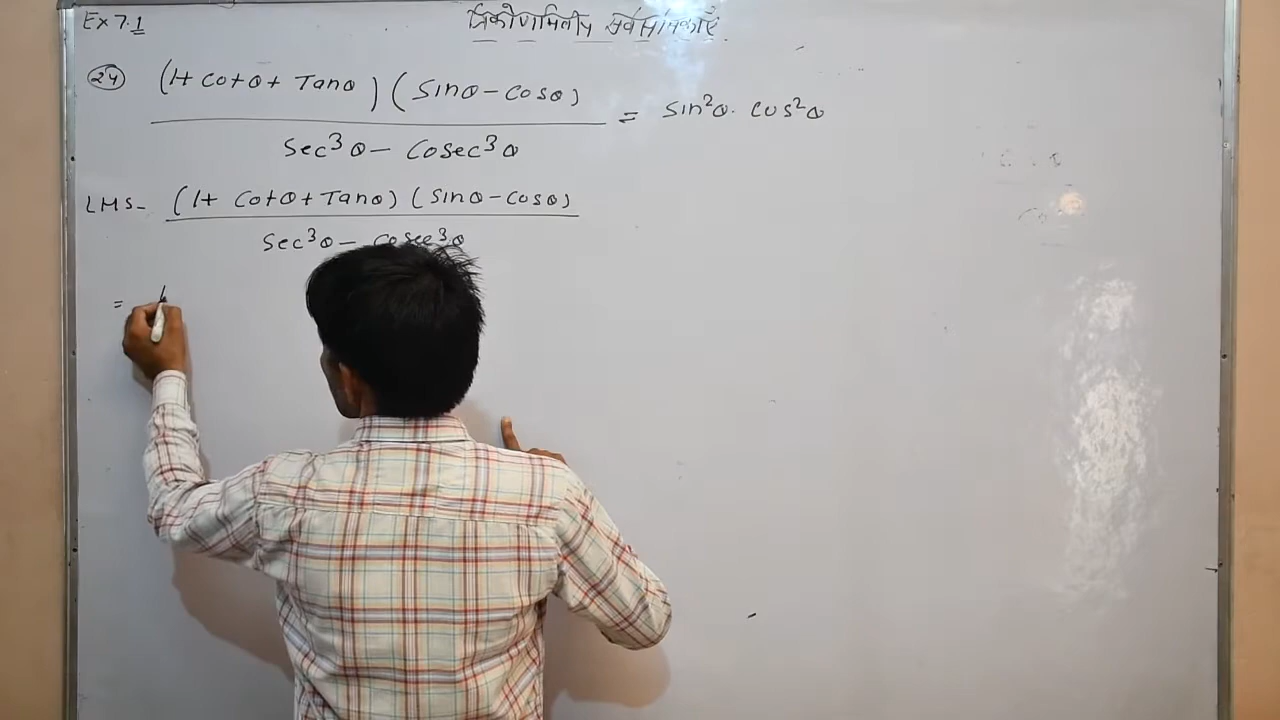 Ex 7.1
त्रिकोणमितीय सर्वसमिकाएँ
(24) (1+ Cotθ + Tanθ) (Sinθ - Cosθ)
Sec³θ - Cosec³θ
= Sin²θ. Cos²θ
LHS - (1+ Cotθ + Tanθ) (Sinθ - Cosθ)
Sec³θ - Cosec³θ
=